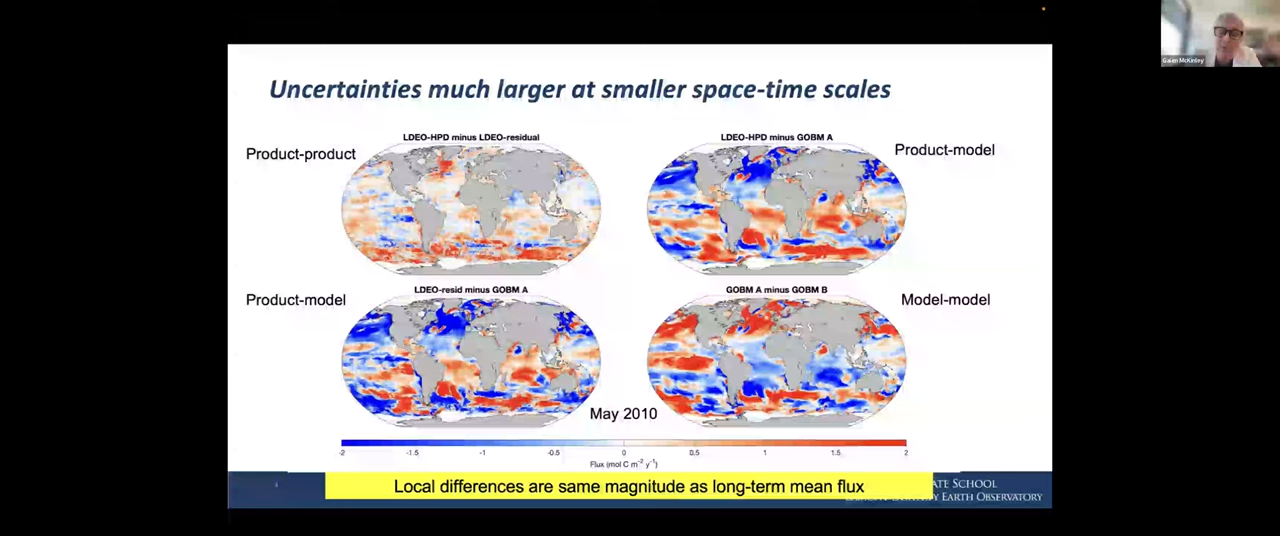 Galen McKinley
Uncertainties much larger at smaller space-time scales
LDEO-HPD minus LDEO-residual
LDEO-HPD minus GOBM A
Product-product
Product-model
LDEO-resid minus GOBM A
GOBM A minus GOBM B
Product-model
Model-model
May 2010
-2 -1.5 -1 -0.5 0 0.5 1 1.5 2
Flux (mol C m⁻² y⁻¹)
Local differences are same magnitude as long-term mean flux
ATE SCHOOL
EARTH OBSERVATORY